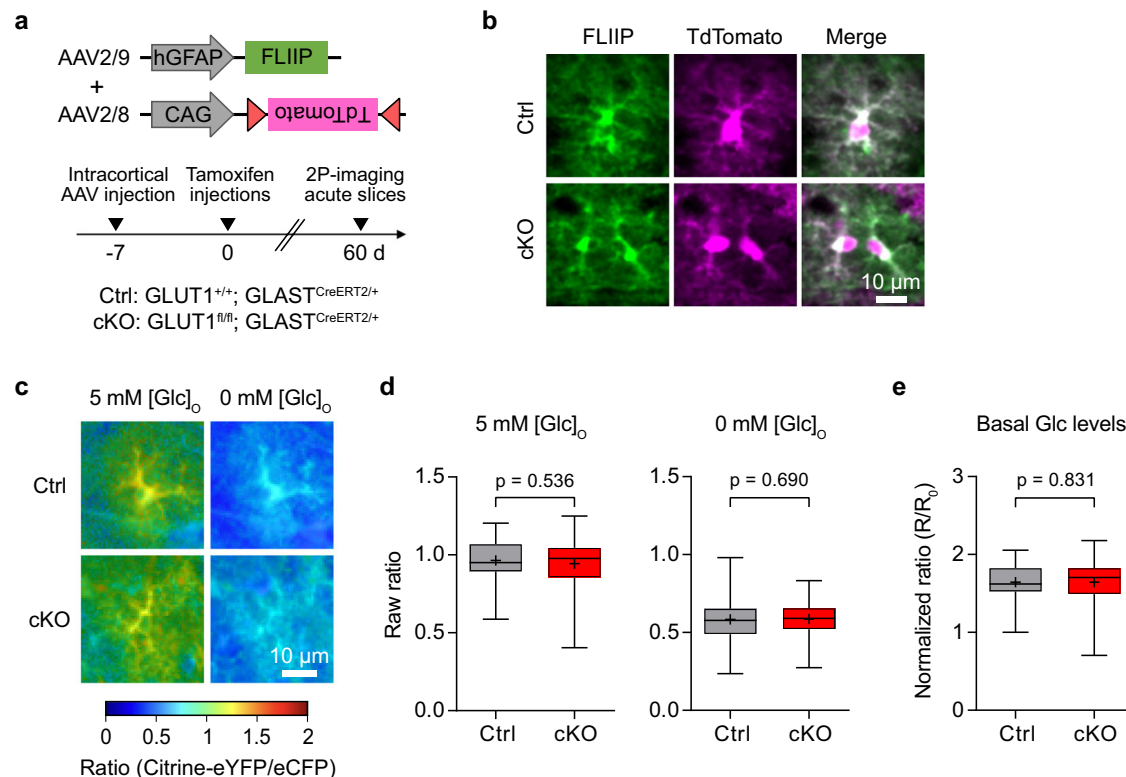 a
AAV2/9 hGFAP FLIIP
+
AAV2/8 CAG TdTomato
Intracortical AAV injection
Tamoxifen injections
2P-imaging acute slices
-7 0 60 d
Ctrl: GLUT1+/+; GLASTCreERT2/+
cKO: GLUT1fl/fl; GLASTCreERT2/+
b
FLIIP TdTomato Merge
Ctrl
cKO
10 µm
c
5 mM [Glc]O 0 mM [Glc]O
Ctrl
cKO
10 µm
0 0.5 1 1.5 2
Ratio (Citrine-eYFP/eCFP)
d
5 mM [Glc]O
p = 0.536
Raw ratio
1.5
1.0
0.5
0.0
Ctrl cKO
0 mM [Glc]O
p = 0.690
1.5
1.0
0.5
0.0
Ctrl cKO
e
Basal Glc levels
p = 0.831
Normalized ratio (R/R0)
3
2
1
0
Ctrl cKO